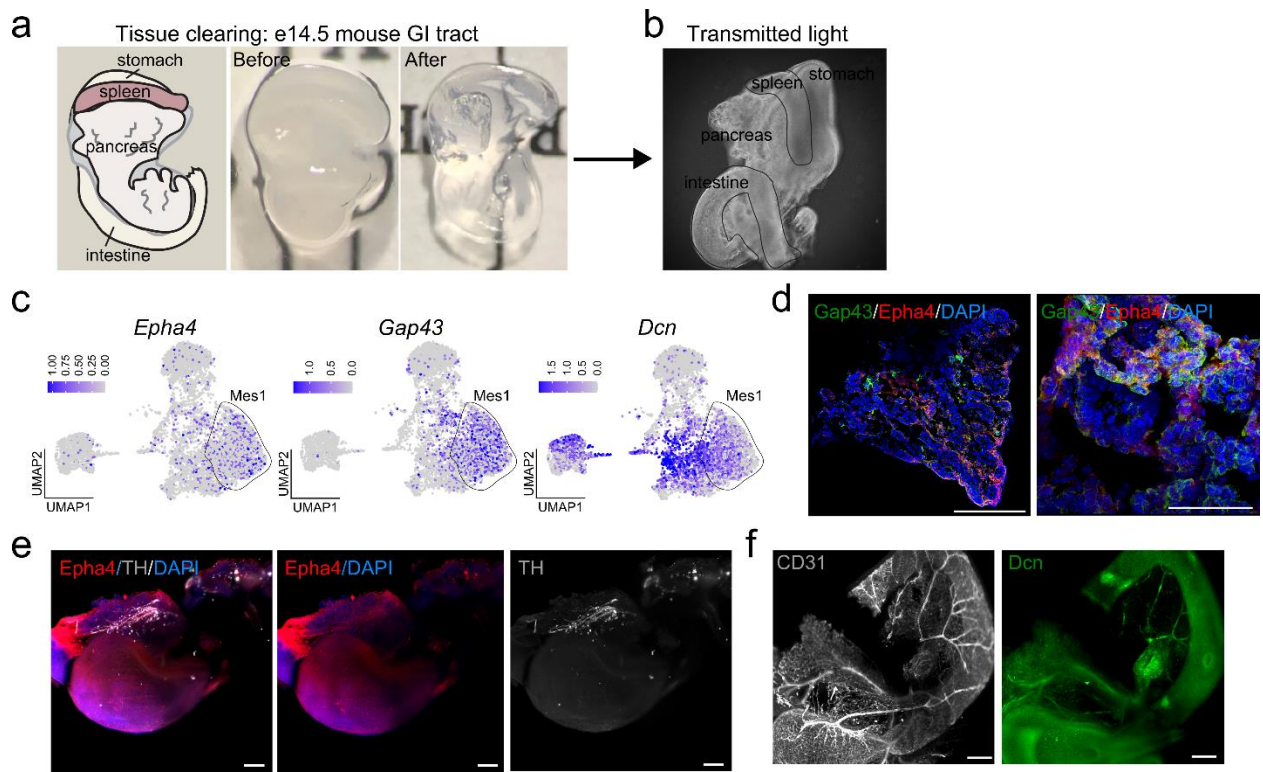 a
Tissue clearing: e14.5 mouse GI tract
stomach
spleen
pancreas
intestine
Before
After
b
Transmitted light
spleen
stomach
pancreas
intestine
c
Epha4
1.00 0.75 0.50 0.25 0.00
Mes1
UMAP2
UMAP1
Gap43
1.0 0.5 0.0
Mes1
UMAP2
UMAP1
Dcn
1.5 1.0 0.5 0.0
Mes1
UMAP2
UMAP1
d
Gap43/Epha4/DAPI
Gap43/Epha4/DAPI
e
Epha4/TH/DAPI
Epha4/DAPI
TH
f
CD31
Dcn